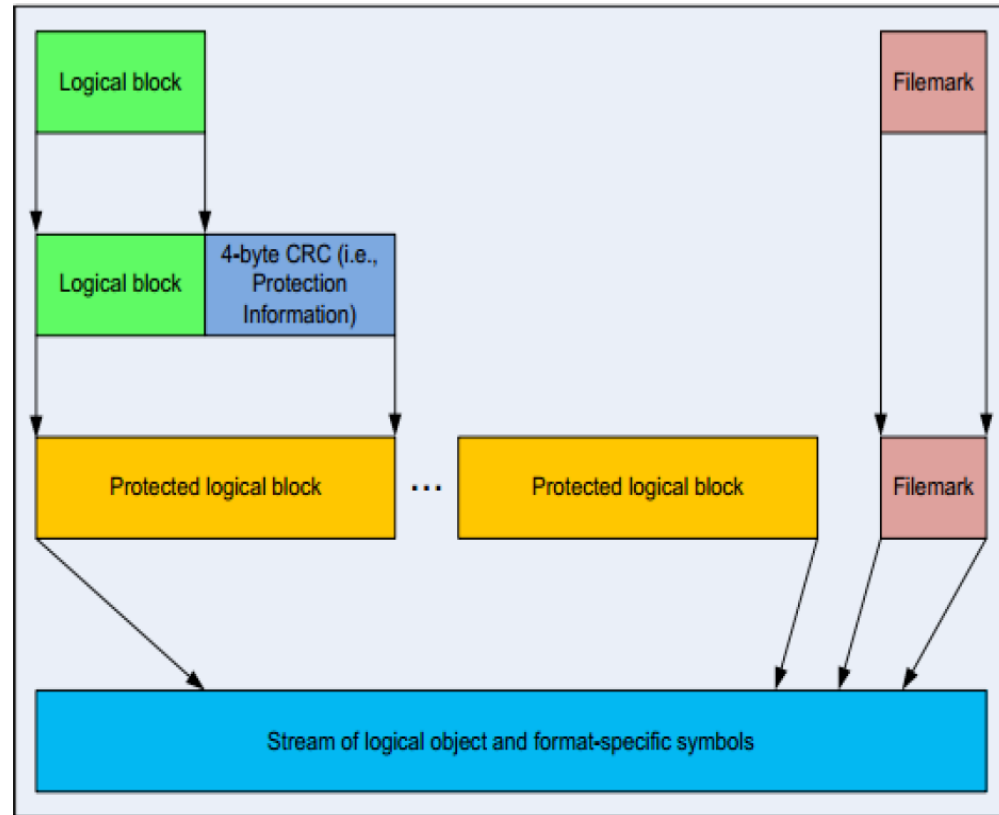 Logical block
Filemark
Logical block
4-byte CRC (i.e.,
Protection
Information)
Protected logical block
...
Protected logical block
Filemark
Stream of logical object and format-specific symbols